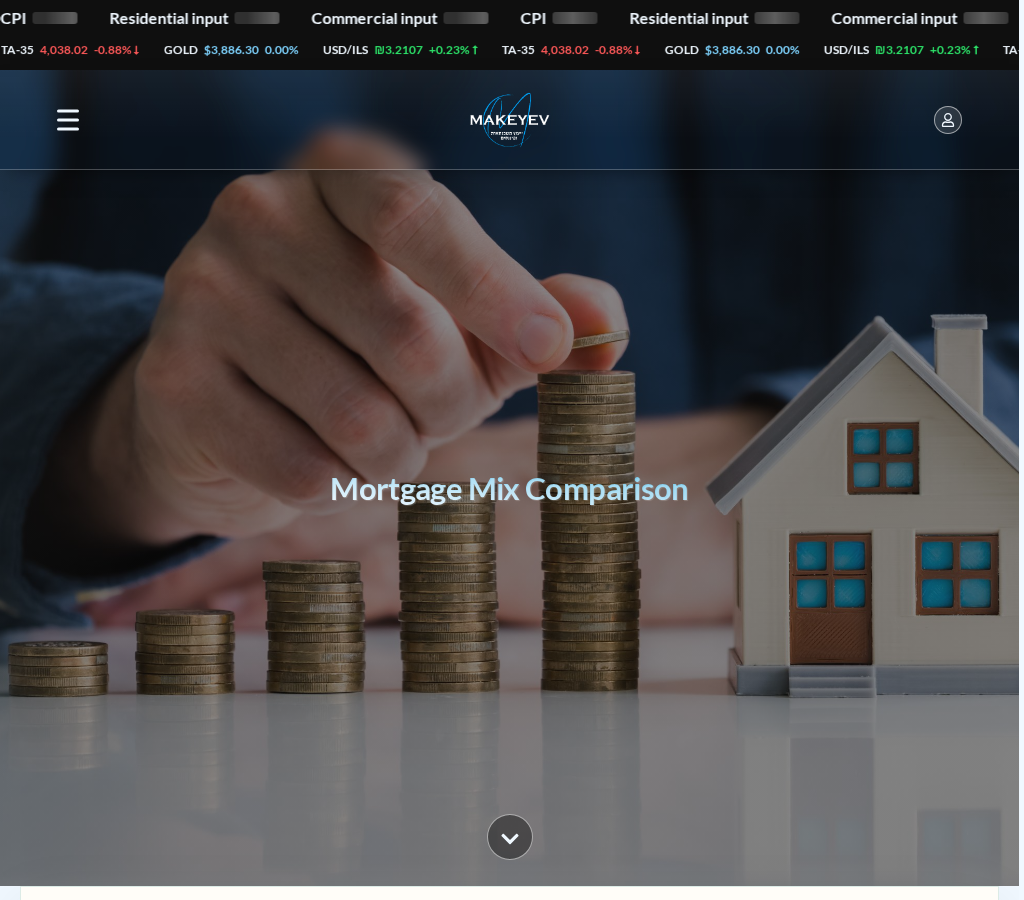 CPI Residential input Commercial input CPI Residential input Commercial input
TA-35 4,038.02 -0.88%↓ GOLD $3,886.30 0.00% USD/ILS ₪3.2107 +0.23%↑ TA-35 4,038.02 -0.88%↓ GOLD $3,886.30 0.00% USD/ILS ₪3.2107 +0.23%↑ TA
MAKEYEV
Mortgage Mix Comparison